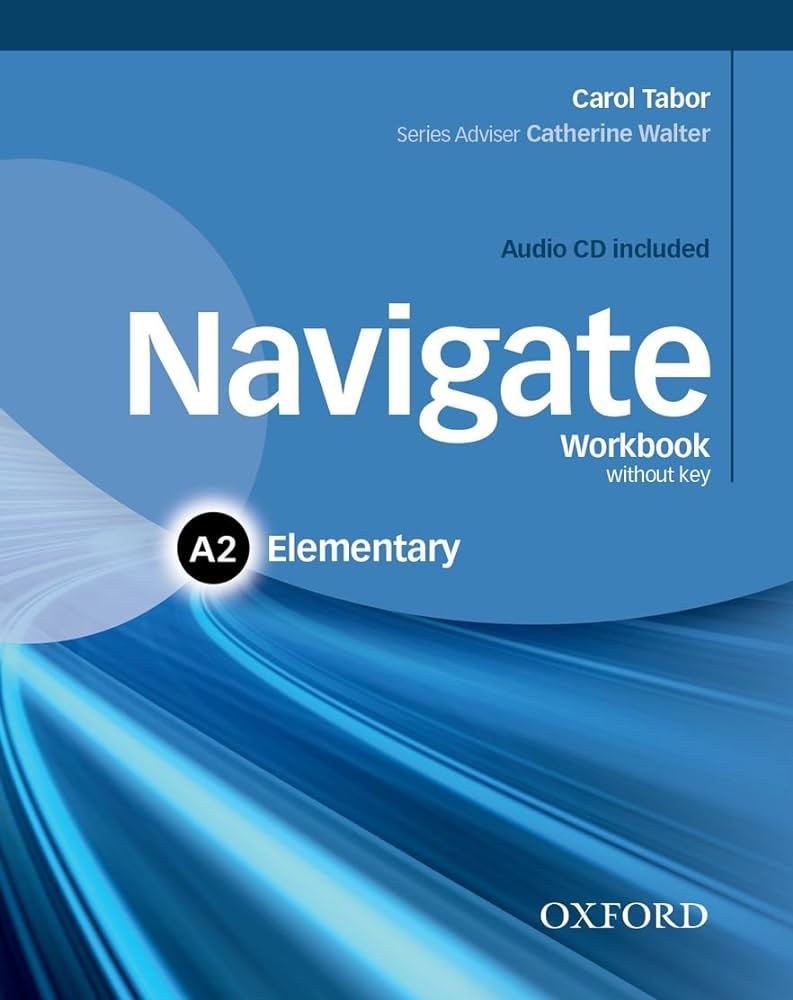 Carol Tabor
Series Adviser Catherine Walter
Audio CD included
Navigate
Workbook
without key
A2 Elementary
OXFORD